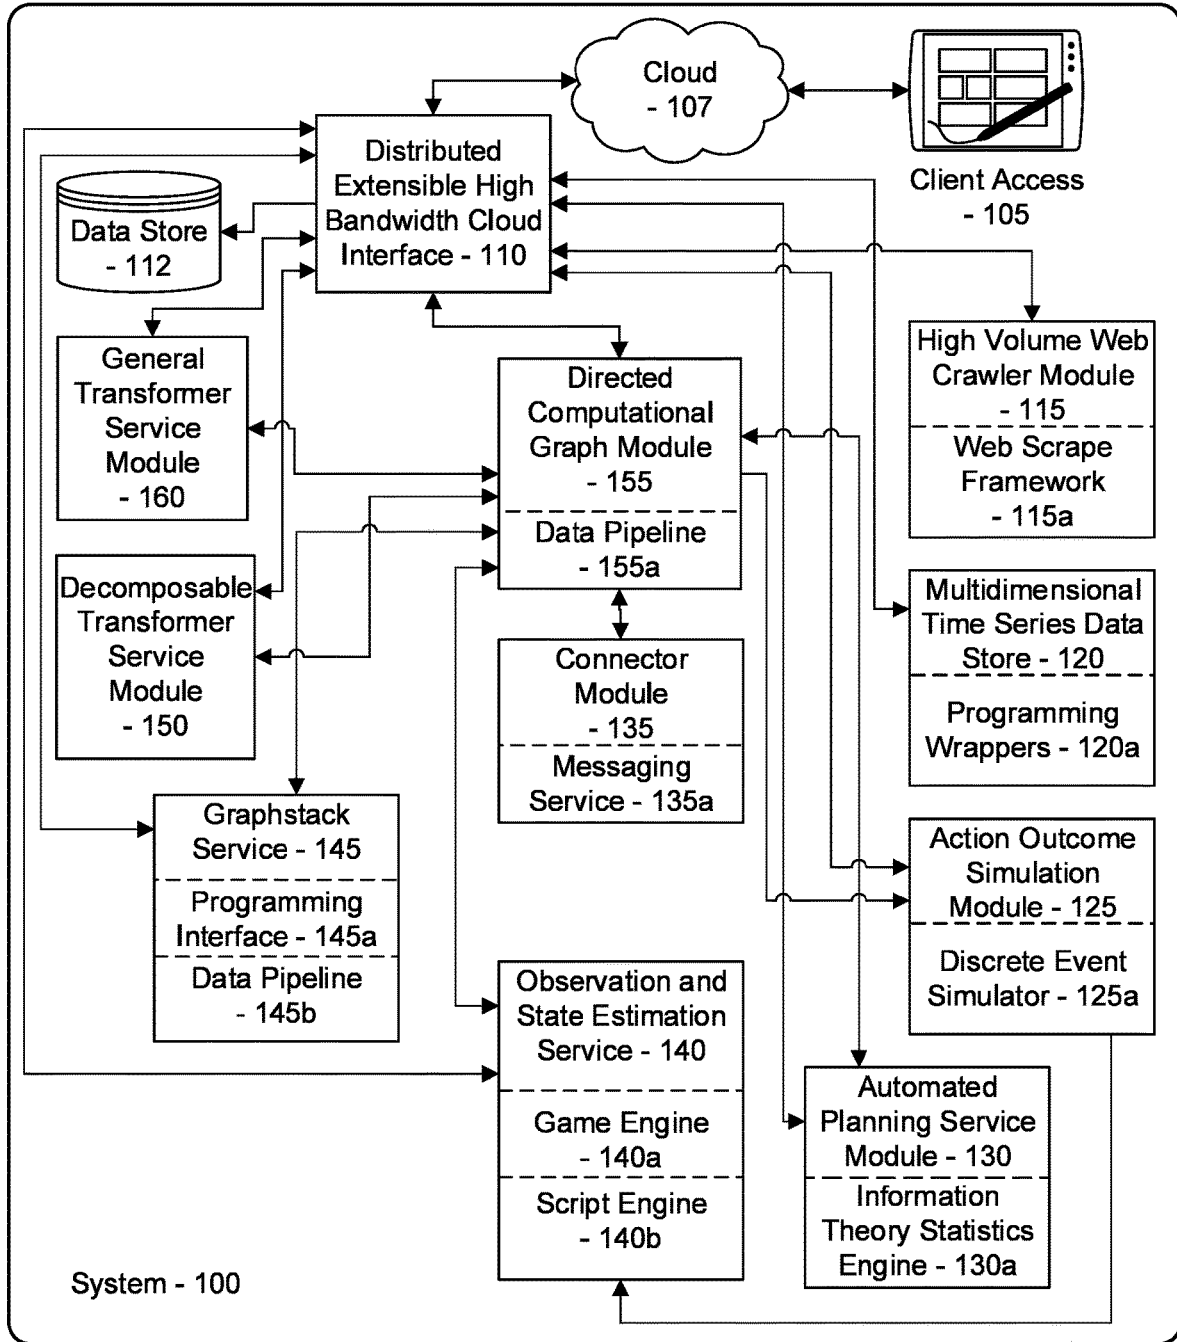 Cloud
- 107
Client Access
- 105
Distributed
Extensible High
Bandwidth Cloud
Interface - 110
Data Store
- 112
General
Transformer
Service
Module
- 160
Directed
Computational
Graph Module
- 155
Data Pipeline
- 155a
High Volume Web
Crawler Module
- 115
Web Scrape
Framework
- 115a
Decomposable
Transformer
Service
Module
- 150
Connector
Module
- 135
Messaging
Service - 135a
Multidimensional
Time Series Data
Store - 120
Programming
Wrappers - 120a
Graphstack
Service - 145
Programming
Interface - 145a
Data Pipeline
- 145b
Action Outcome
Simulation
Module - 125
Discrete Event
Simulator - 125a
Observation and
State Estimation
Service - 140
Game Engine
- 140a
Script Engine
- 140b
Automated
Planning Service
Module - 130
Information
Theory Statistics
Engine - 130a
System - 100